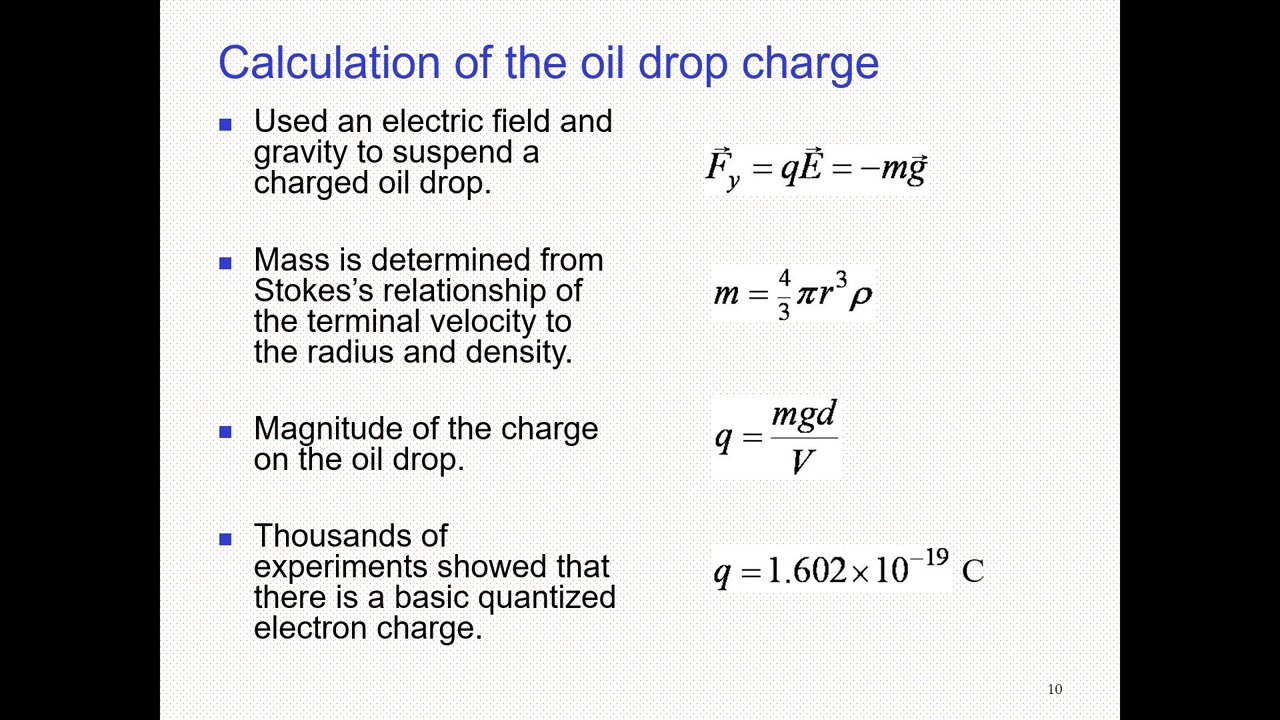 Calculation of the oil drop charge
■ Used an electric field and
gravity to suspend a
charged oil drop.
F⃗_y = qE⃗ = −mg⃗
■ Mass is determined from
Stokes’s relationship of
the terminal velocity to
the radius and density.
m = 4/3 πr³ρ
■ Magnitude of the charge
on the oil drop.
q = mgd/V
■ Thousands of
experiments showed that
there is a basic quantized
electron charge.
q = 1.602×10⁻¹⁹ C
10